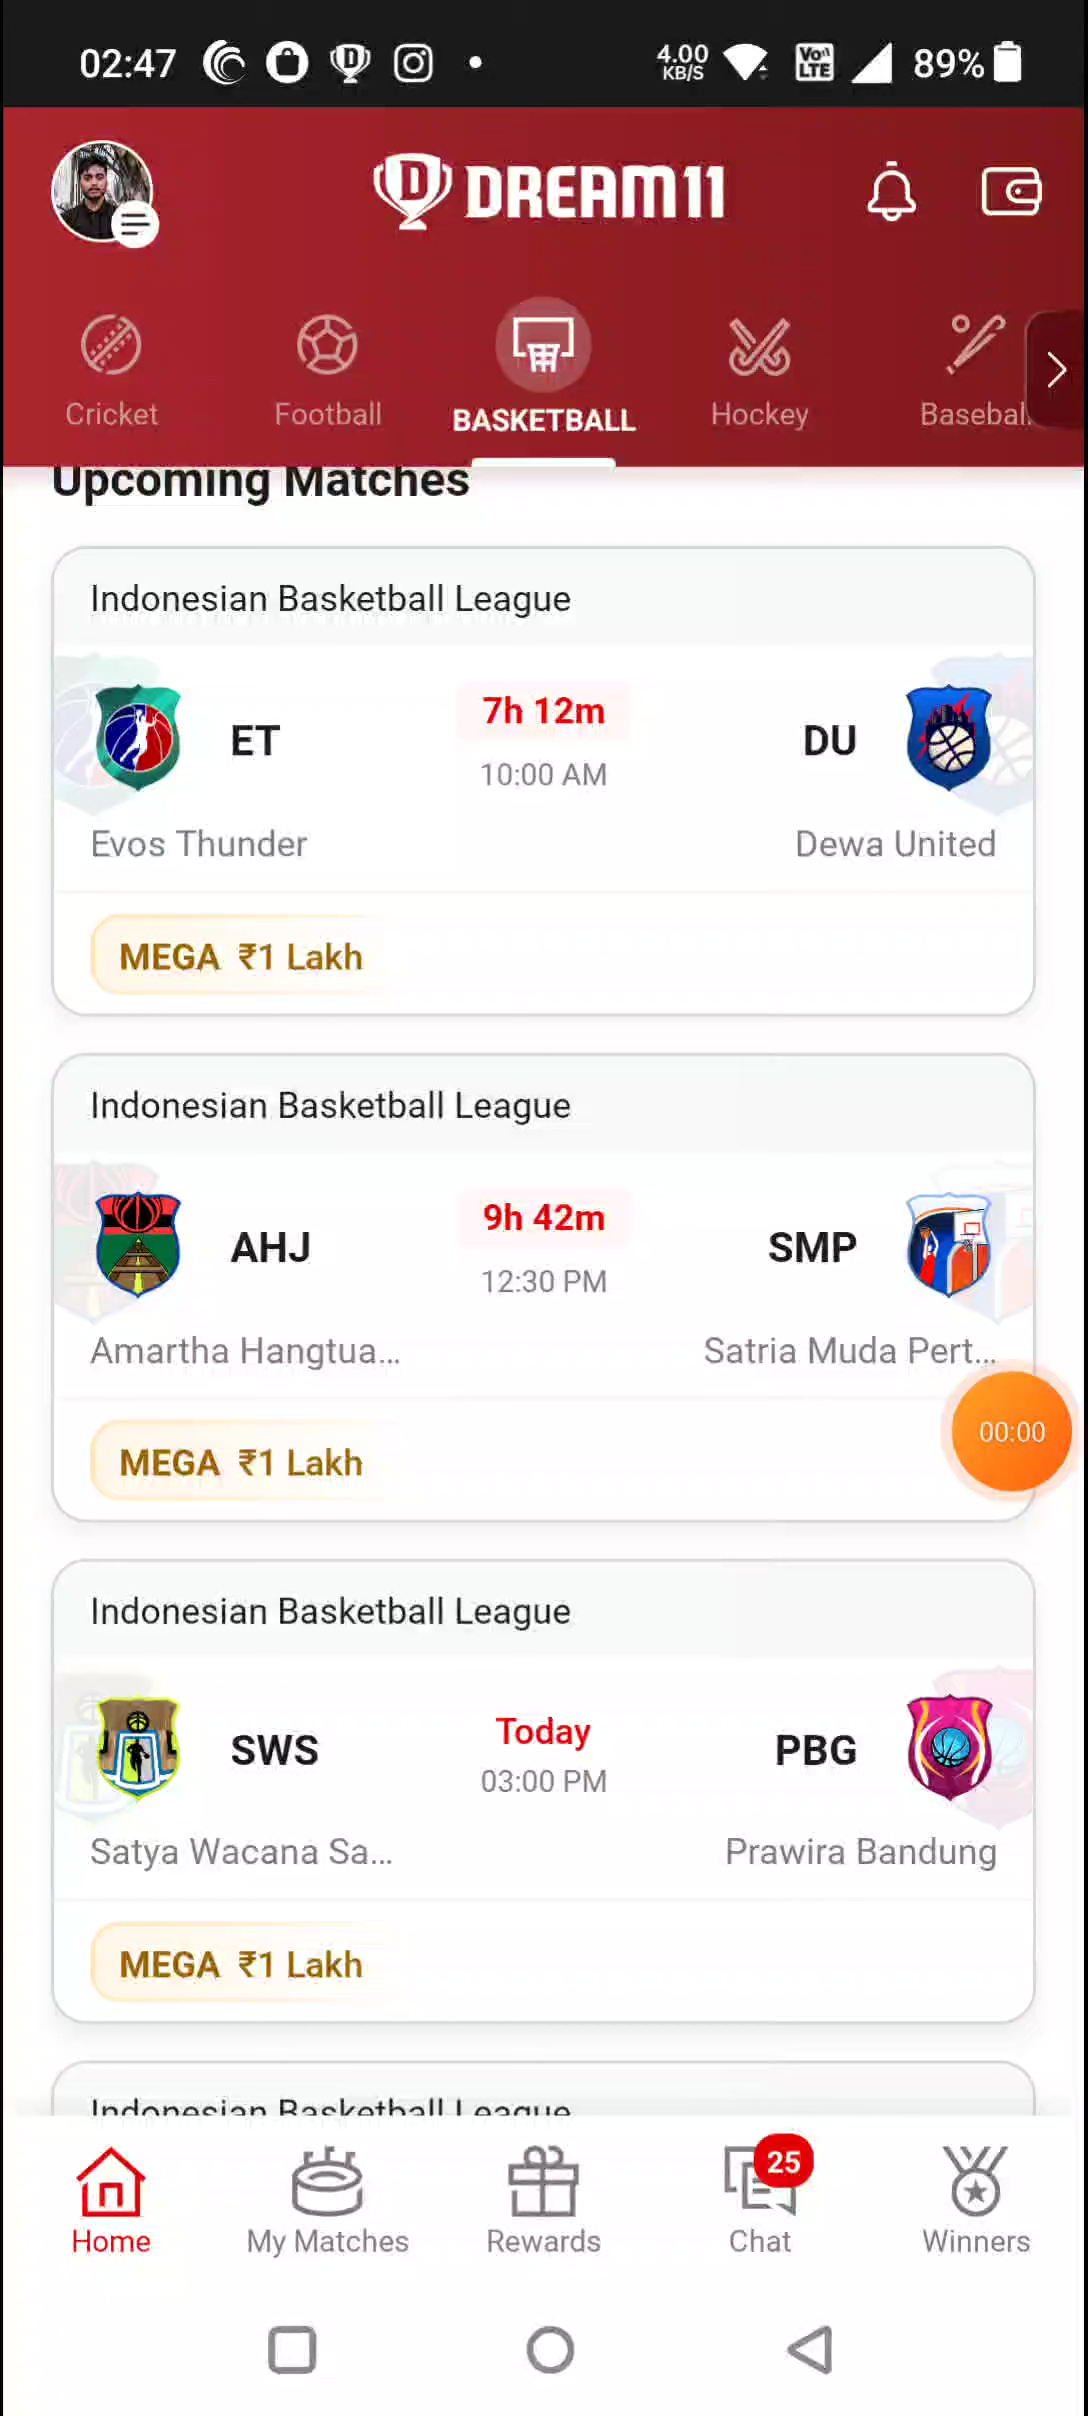 02:47 4.00 KB/S Vo LTE 89%
DREAM11
Cricket Football BASKETBALL Hockey Basebal
Upcoming Matches
Indonesian Basketball League
ET 7h 12m DU
10:00 AM
Evos Thunder Dewa United
MEGA ₹1 Lakh
Indonesian Basketball League
AHJ 9h 42m SMP
12:30 PM
Amartha Hangtua... Satria Muda Pert...
MEGA ₹1 Lakh
00:00
Indonesian Basketball League
SWS Today PBG
03:00 PM
Satya Wacana Sa... Prawira Bandung
MEGA ₹1 Lakh
Indonesian Basketball League
25
Home My Matches Rewards Chat Winners